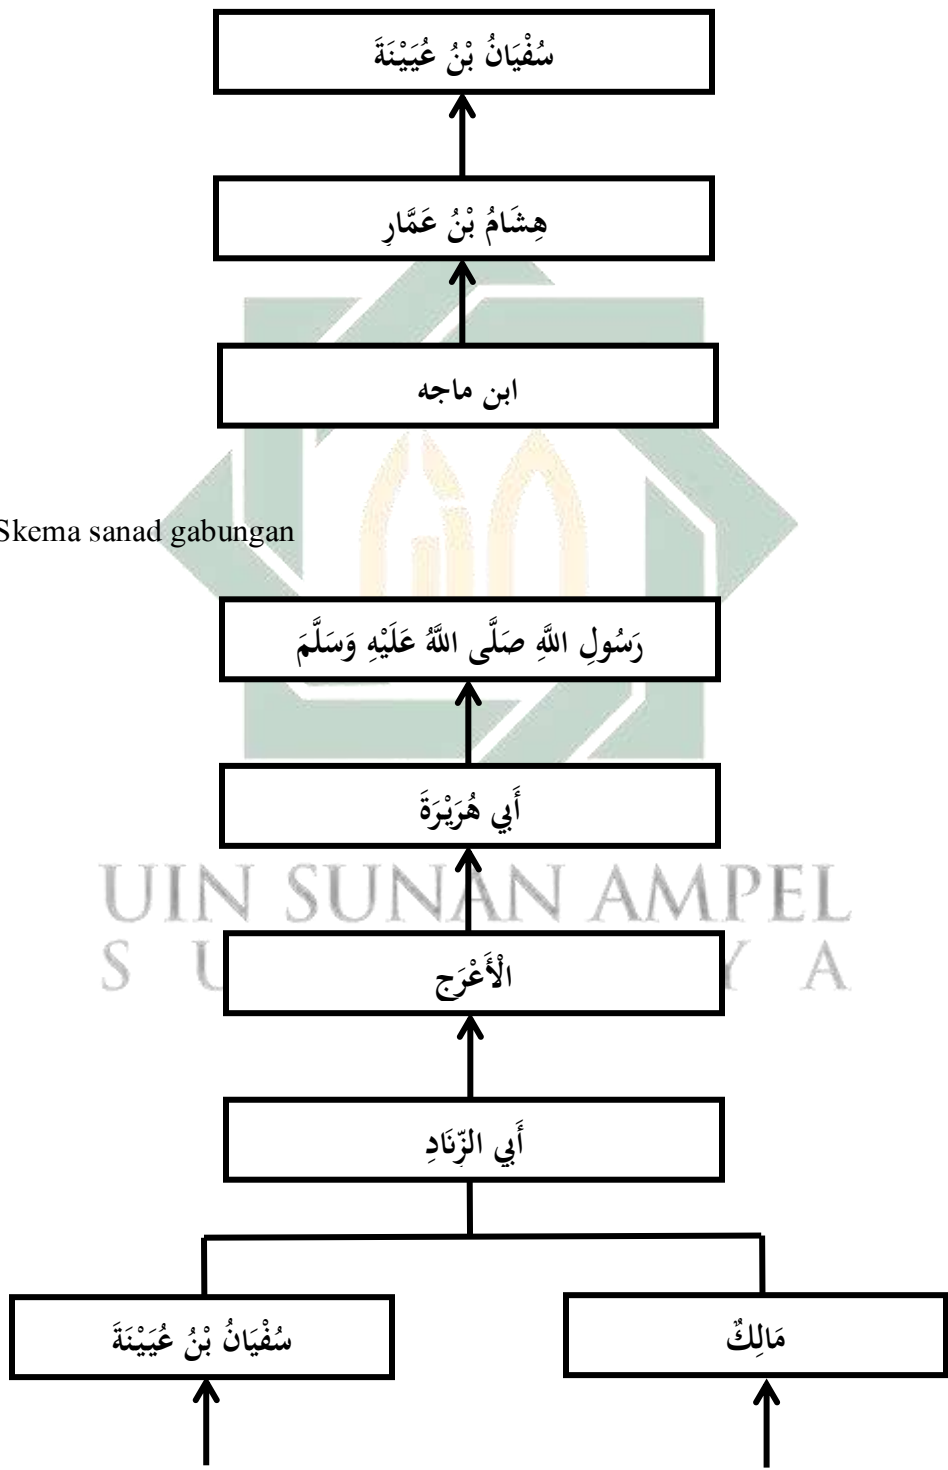 سُفْيَانُ بْنُ عُيَيْنَةَ
هِشَامُ بْنُ عَمَّارٍ
ابن ماجه
Skema sanad gabungan
رَسُولِ اللَّهِ صَلَّى اللَّهُ عَلَيْهِ وَسَلَّمَ
أَبِي هُرَيْرَةَ
UIN SUNAN AMPEL
الْأَعْرَجِ
S U Y A
أَبِي الزِّنَادِ
سُفْيَانُ بْنُ عُيَيْنَةَ
مَالِكٌ